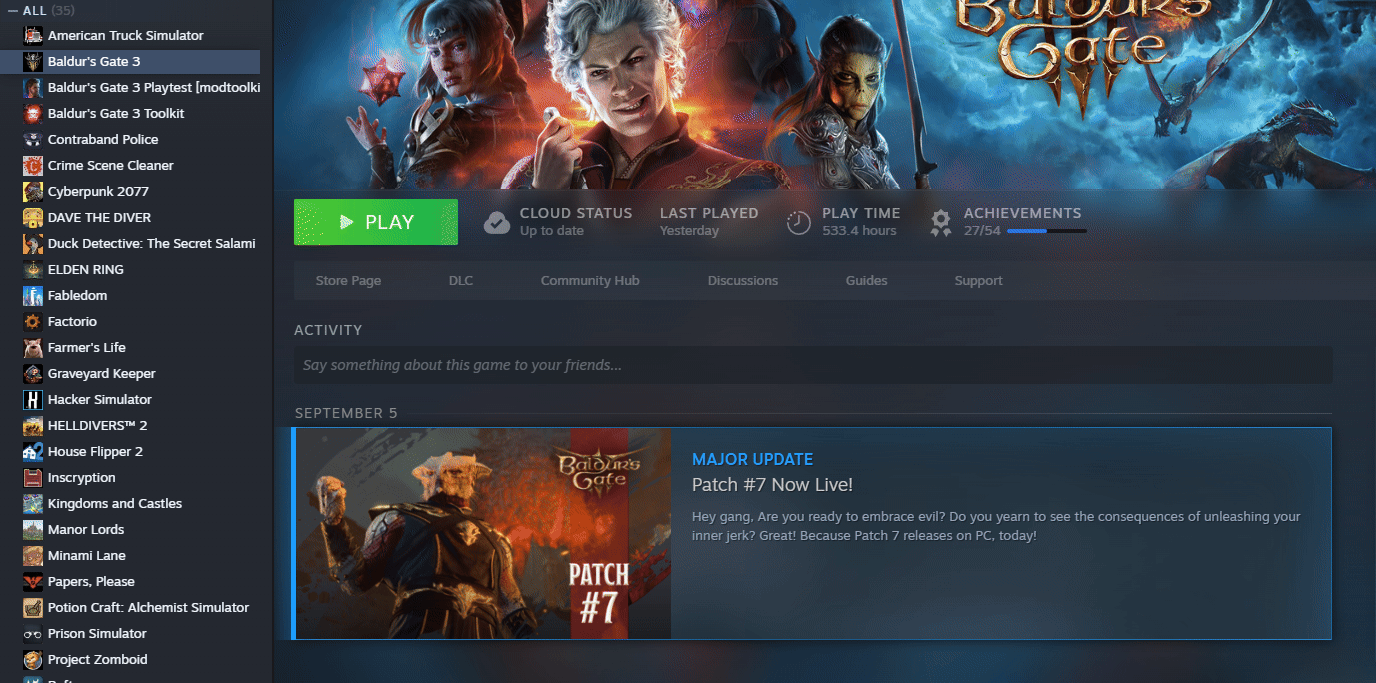 ALL (35)
American Truck Simulator
Baldur's Gate 3
Baldur's Gate 3 Playtest [modtoolki
Baldur's Gate 3 Toolkit
Contraband Police
Crime Scene Cleaner
Cyberpunk 2077
DAVE THE DIVER
Duck Detective: The Secret Salami
ELDEN RING
Fabledom
Factorio
Farmer's Life
Graveyard Keeper
Hacker Simulator
HELLDIVERS™ 2
House Flipper 2
Inscryption
Kingdoms and Castles
Manor Lords
Minami Lane
Papers, Please
Potion Craft: Alchemist Simulator
Prison Simulator
Project Zomboid
Baldur's
Gate
PLAY
CLOUD STATUS
Up to date
LAST PLAYED
Yesterday
PLAY TIME
533.4 hours
ACHIEVEMENTS
27/54
Store Page DLC Community Hub Discussions Guides Support
ACTIVITY
Say something about this game to your friends...
SEPTEMBER 5
Baldur's
Gate
PATCH
#7
MAJOR UPDATE
Patch #7 Now Live!
Hey gang, Are you ready to embrace evil? Do you yearn to see the consequences of unleashing your
inner jerk? Great! Because Patch 7 releases on PC, today!